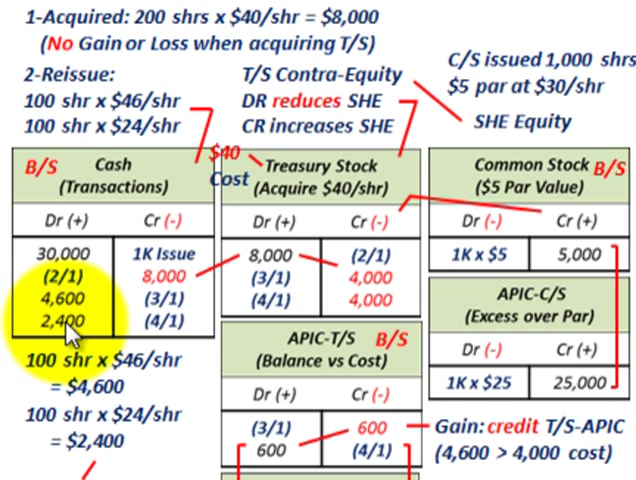 1-Acquired: 200 shrs x $40/shr = $8,000
(No Gain or Loss when acquiring T/S)
2-Reissue:
100 shr x $46/shr
100 shr x $24/shr
T/S Contra-Equity
DR reduces SHE
CR increases SHE
C/S issued 1,000 shrs
$5 par at $30/shr
SHE Equity
B/S Cash
(Transactions)
Dr (+) Cr (-)
30,000 1K Issue
(2/1) 8,000
4,600 (3/1)
2,400 (4/1)
100 shr x $46/shr
= $4,600
100 shr x $24/shr
= $2,400
$40
Cost
Treasury Stock
(Acquire $40/shr)
Dr (+) Cr (-)
8,000 (2/1)
(3/1) 4,000
(4/1) 4,000
APIC-T/S B/S
(Balance vs Cost)
Dr (+) Cr (-)
(3/1) 600
600 (4/1)
Common Stock B/S
($5 Par Value)
Dr (-) Cr (+)
1K x $5 5,000
APIC-C/S
(Excess over Par)
Dr (-) Cr (+)
1K x $25 25,000
Gain: credit T/S-APIC
(4,600 > 4,000 cost)